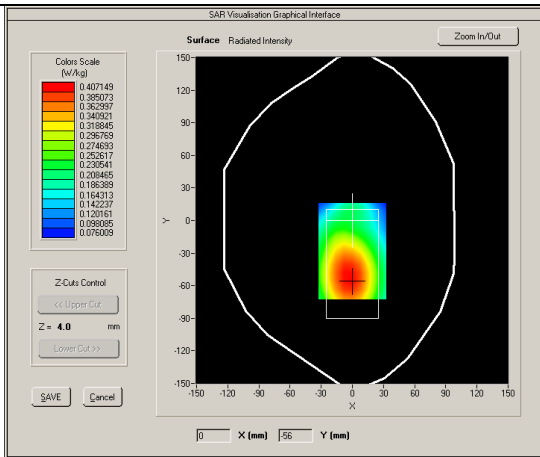 SAR Visualisation Graphical Interface
Surface Radiated Intensity
Zoom In/Out
Colors Scale
(W/kg)
0.407149
0.385073
0.362997
0.340921
0.318845
0.296769
0.274693
0.252617
0.230541
0.208465
0.186389
0.164313
0.142237
0.120161
0.098085
0.076009
Z-Cuts Control
<< Upper Cut
Z = 4.0 mm
Lower Cut >>
SAVE Cancel
150
120
90
60
30
0
-30
-60
-90
-120
-150
Y
-150 -120 -90 -60 -30 0 30 60 90 120 150
X
0 X (mm) -56 Y (mm)